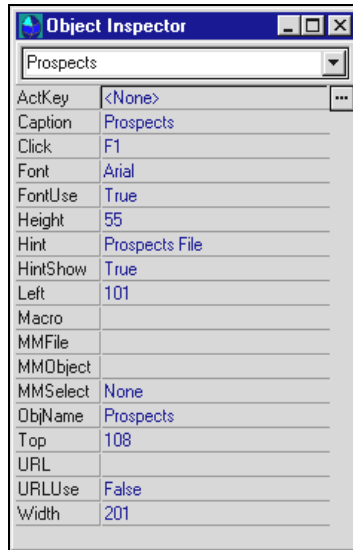 Object Inspector
Prospects
ActKey <None> ...
Caption Prospects
Click F1
Font Arial
FontUse True
Height 55
Hint Prospects File
HintShow True
Left 101
Macro
MMFile
MMObject
MMSelect None
ObjName Prospects
Top 108
URL
URLUse False
Width 201